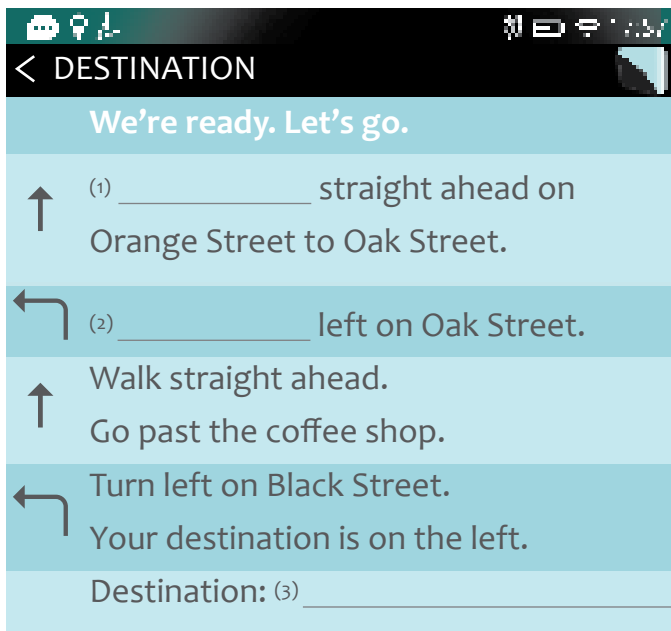 DESTINATION
We're ready. Let's go.
(1) ____________ straight ahead on
Orange Street to Oak Street.
(2) ____________ left on Oak Street.
Walk straight ahead.
Go past the coffee shop.
Turn left on Black Street.
Your destination is on the left.
Destination: (3) ______________________